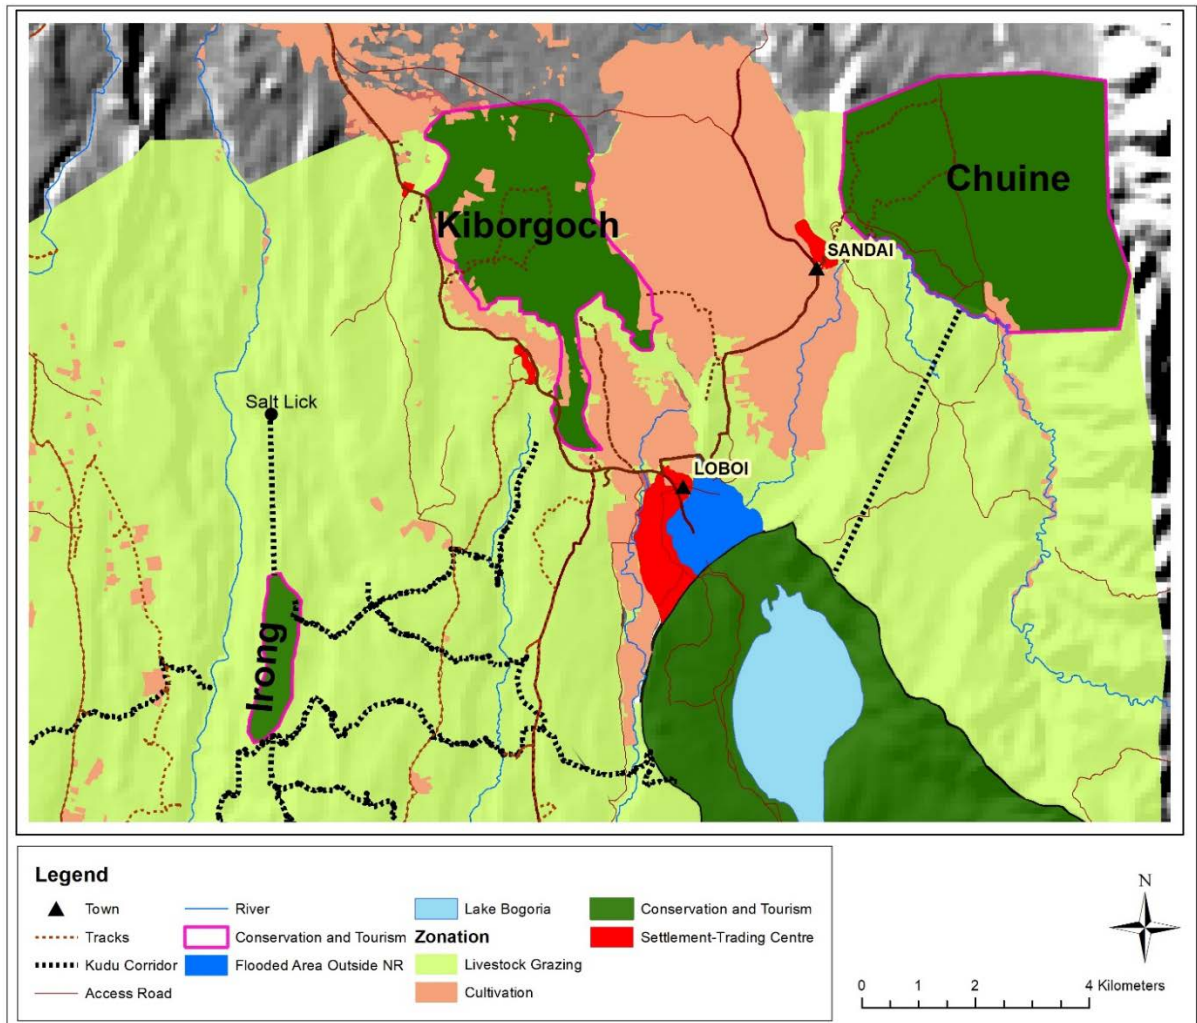 Chuine
Kiborgoch
SANDAI
Salt Lick
LOBOI
Irong
Legend
Town
River
Lake Bogoria
Conservation and Tourism
Tracks
Conservation and Tourism
Zonation
Settlement-Trading Centre
Kudu Corridor
Flooded Area Outside NR
Livestock Grazing
Access Road
Cultivation
N
0 1 2 4 Kilometers